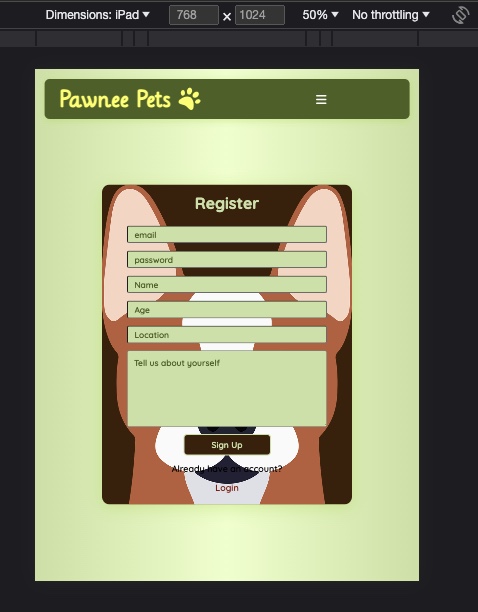 Dimensions: iPad ▼ 768 × 1024 50% ▼ No throttling ▼
Pawnee Pets
Register
email
password
Name
Age
Location
Tell us about yourself
Sign Up
Already have an account?
Login